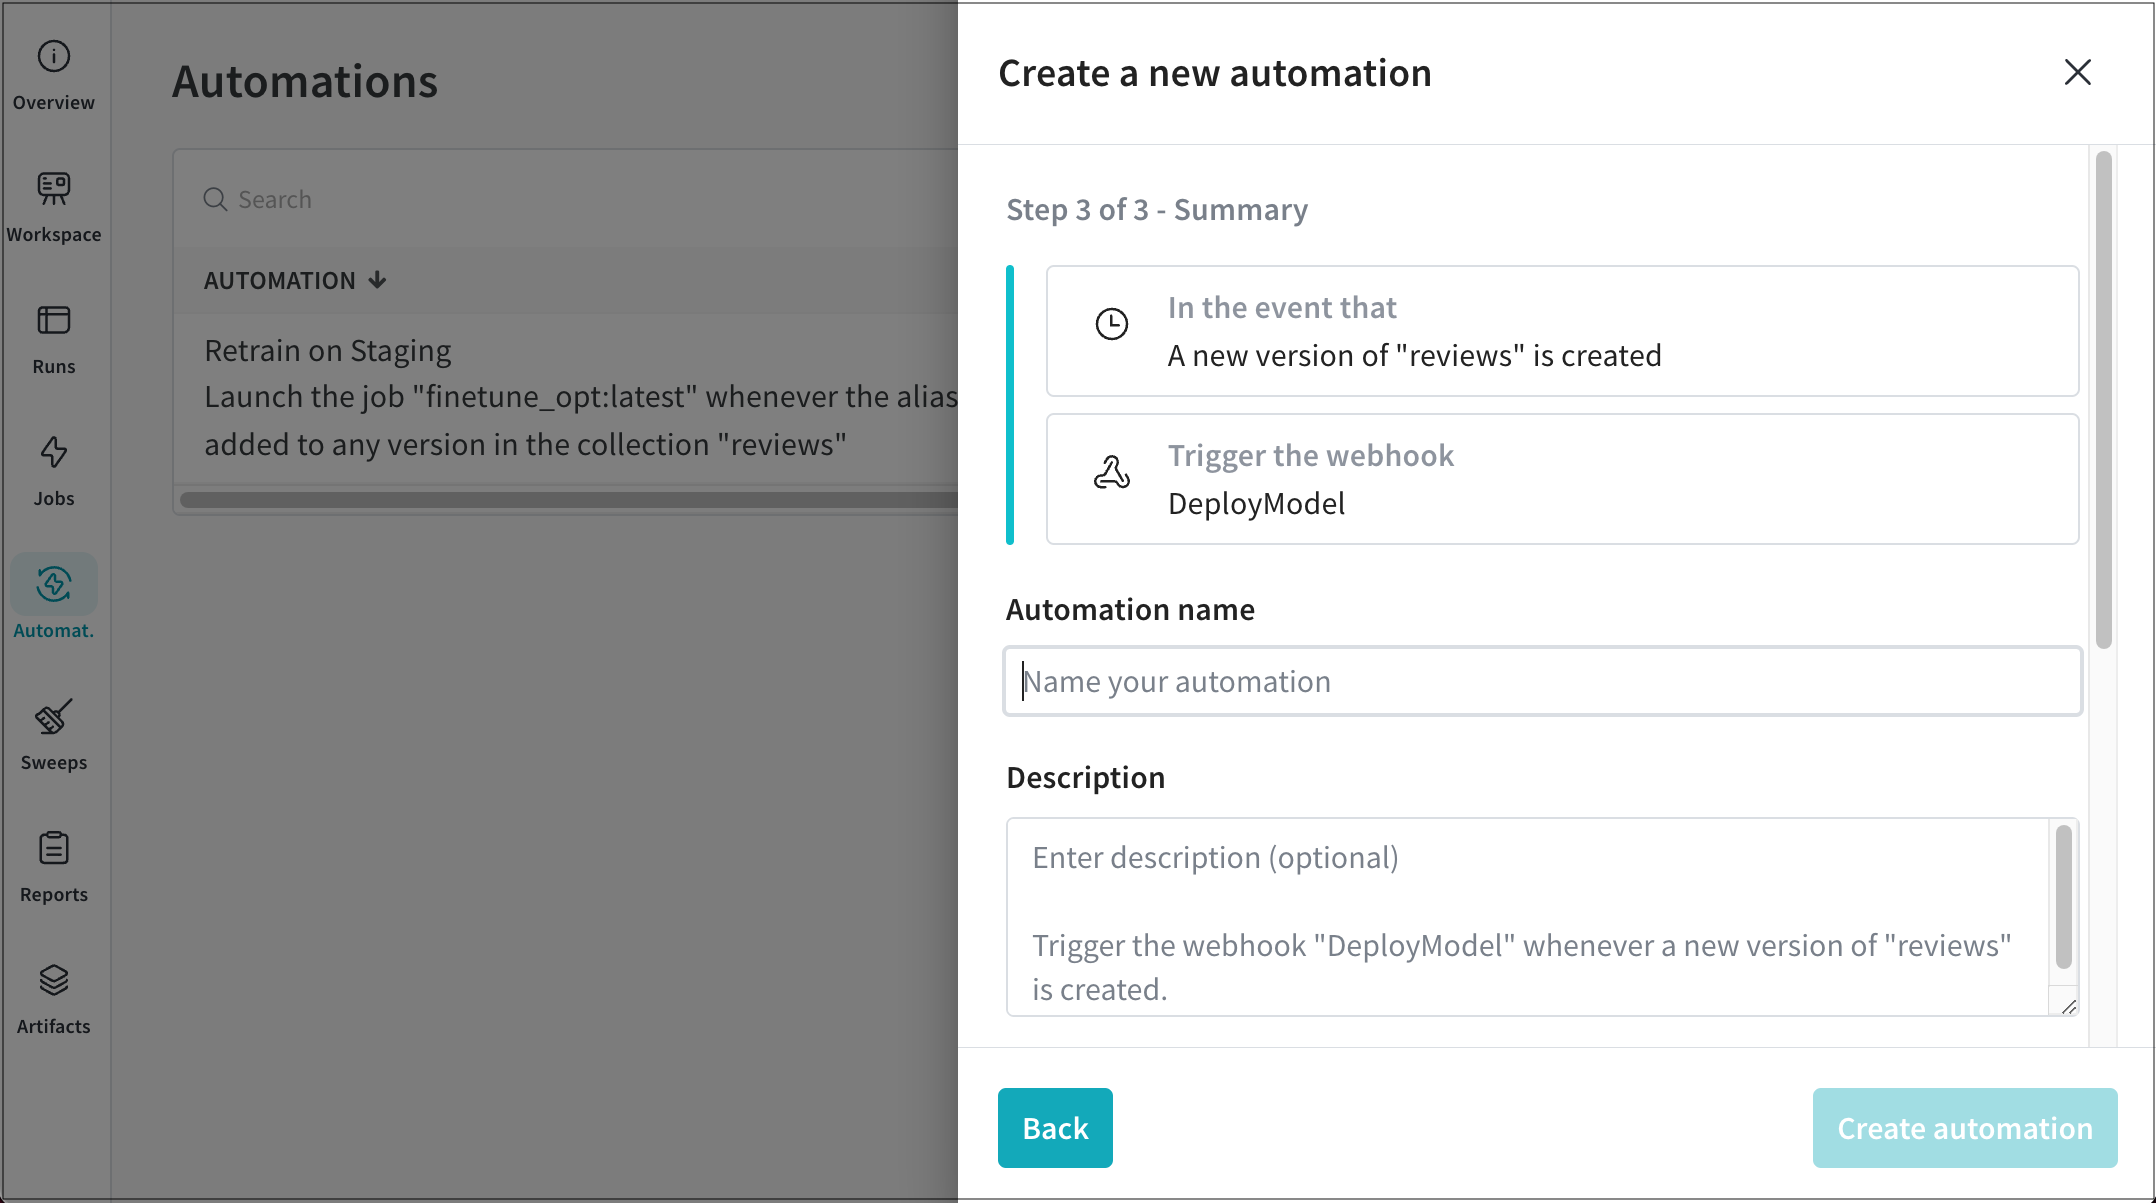 Overview
Workspace
Runs
Jobs
Automat.
Sweeps
Reports
Artifacts
Automations
Search
AUTOMATION
Retrain on Staging
Launch the job "finetune_opt:latest" whenever the alias
added to any version in the collection "reviews"
Create a new automation
Step 3 of 3 - Summary
In the event that
A new version of "reviews" is created
Trigger the webhook
DeployModel
Automation name
Name your automation
Description
Enter description (optional)
Trigger the webhook "DeployModel" whenever a new version of "reviews"
is created.
Back
Create automation